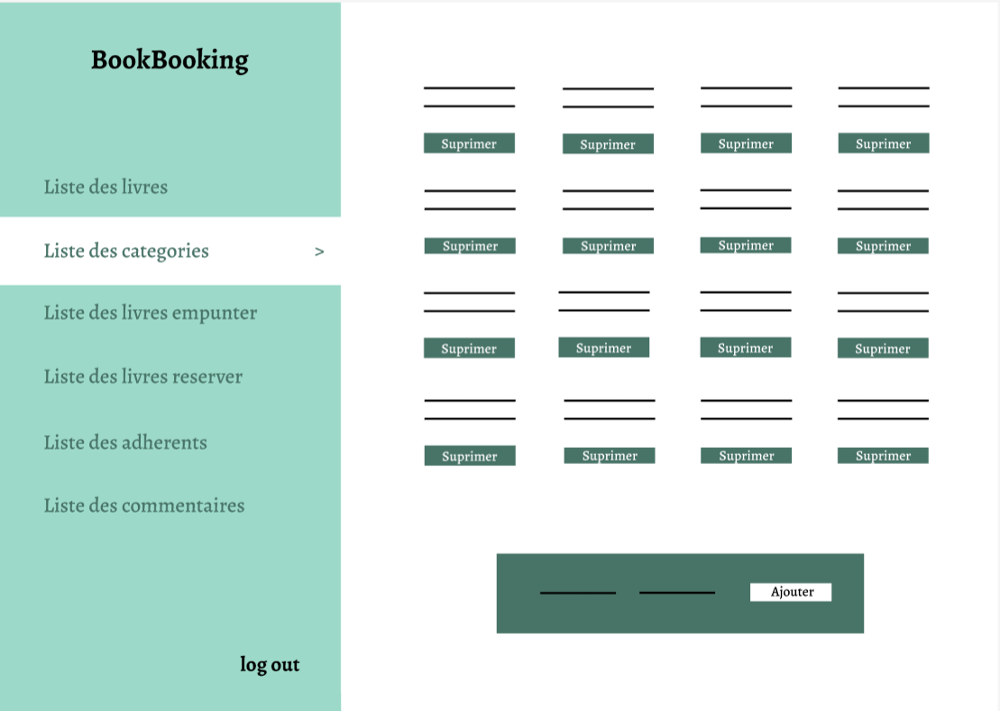 BookBooking
Liste des livres
Liste des categories >
Liste des livres empunter
Liste des livres reserver
Liste des adherents
Liste des commentaires
log out
Suprimer Suprimer Suprimer Suprimer
Suprimer Suprimer Suprimer Suprimer
Suprimer Suprimer Suprimer Suprimer
Suprimer Suprimer Suprimer Suprimer
Ajouter